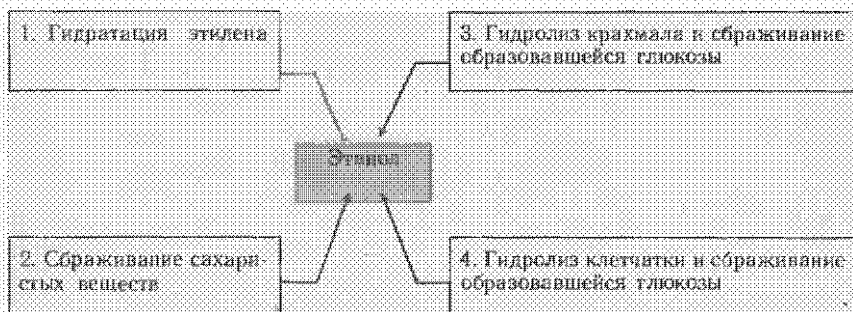 1. Гидратация этилена
3. Гидролиз крахмала и сбраживание
образовавшейся глюкозы
Этанол
2. Сбраживание сахари-
стых веществ
4. Гидролиз клетчатки и сбраживание
образовавшейся глюкозы